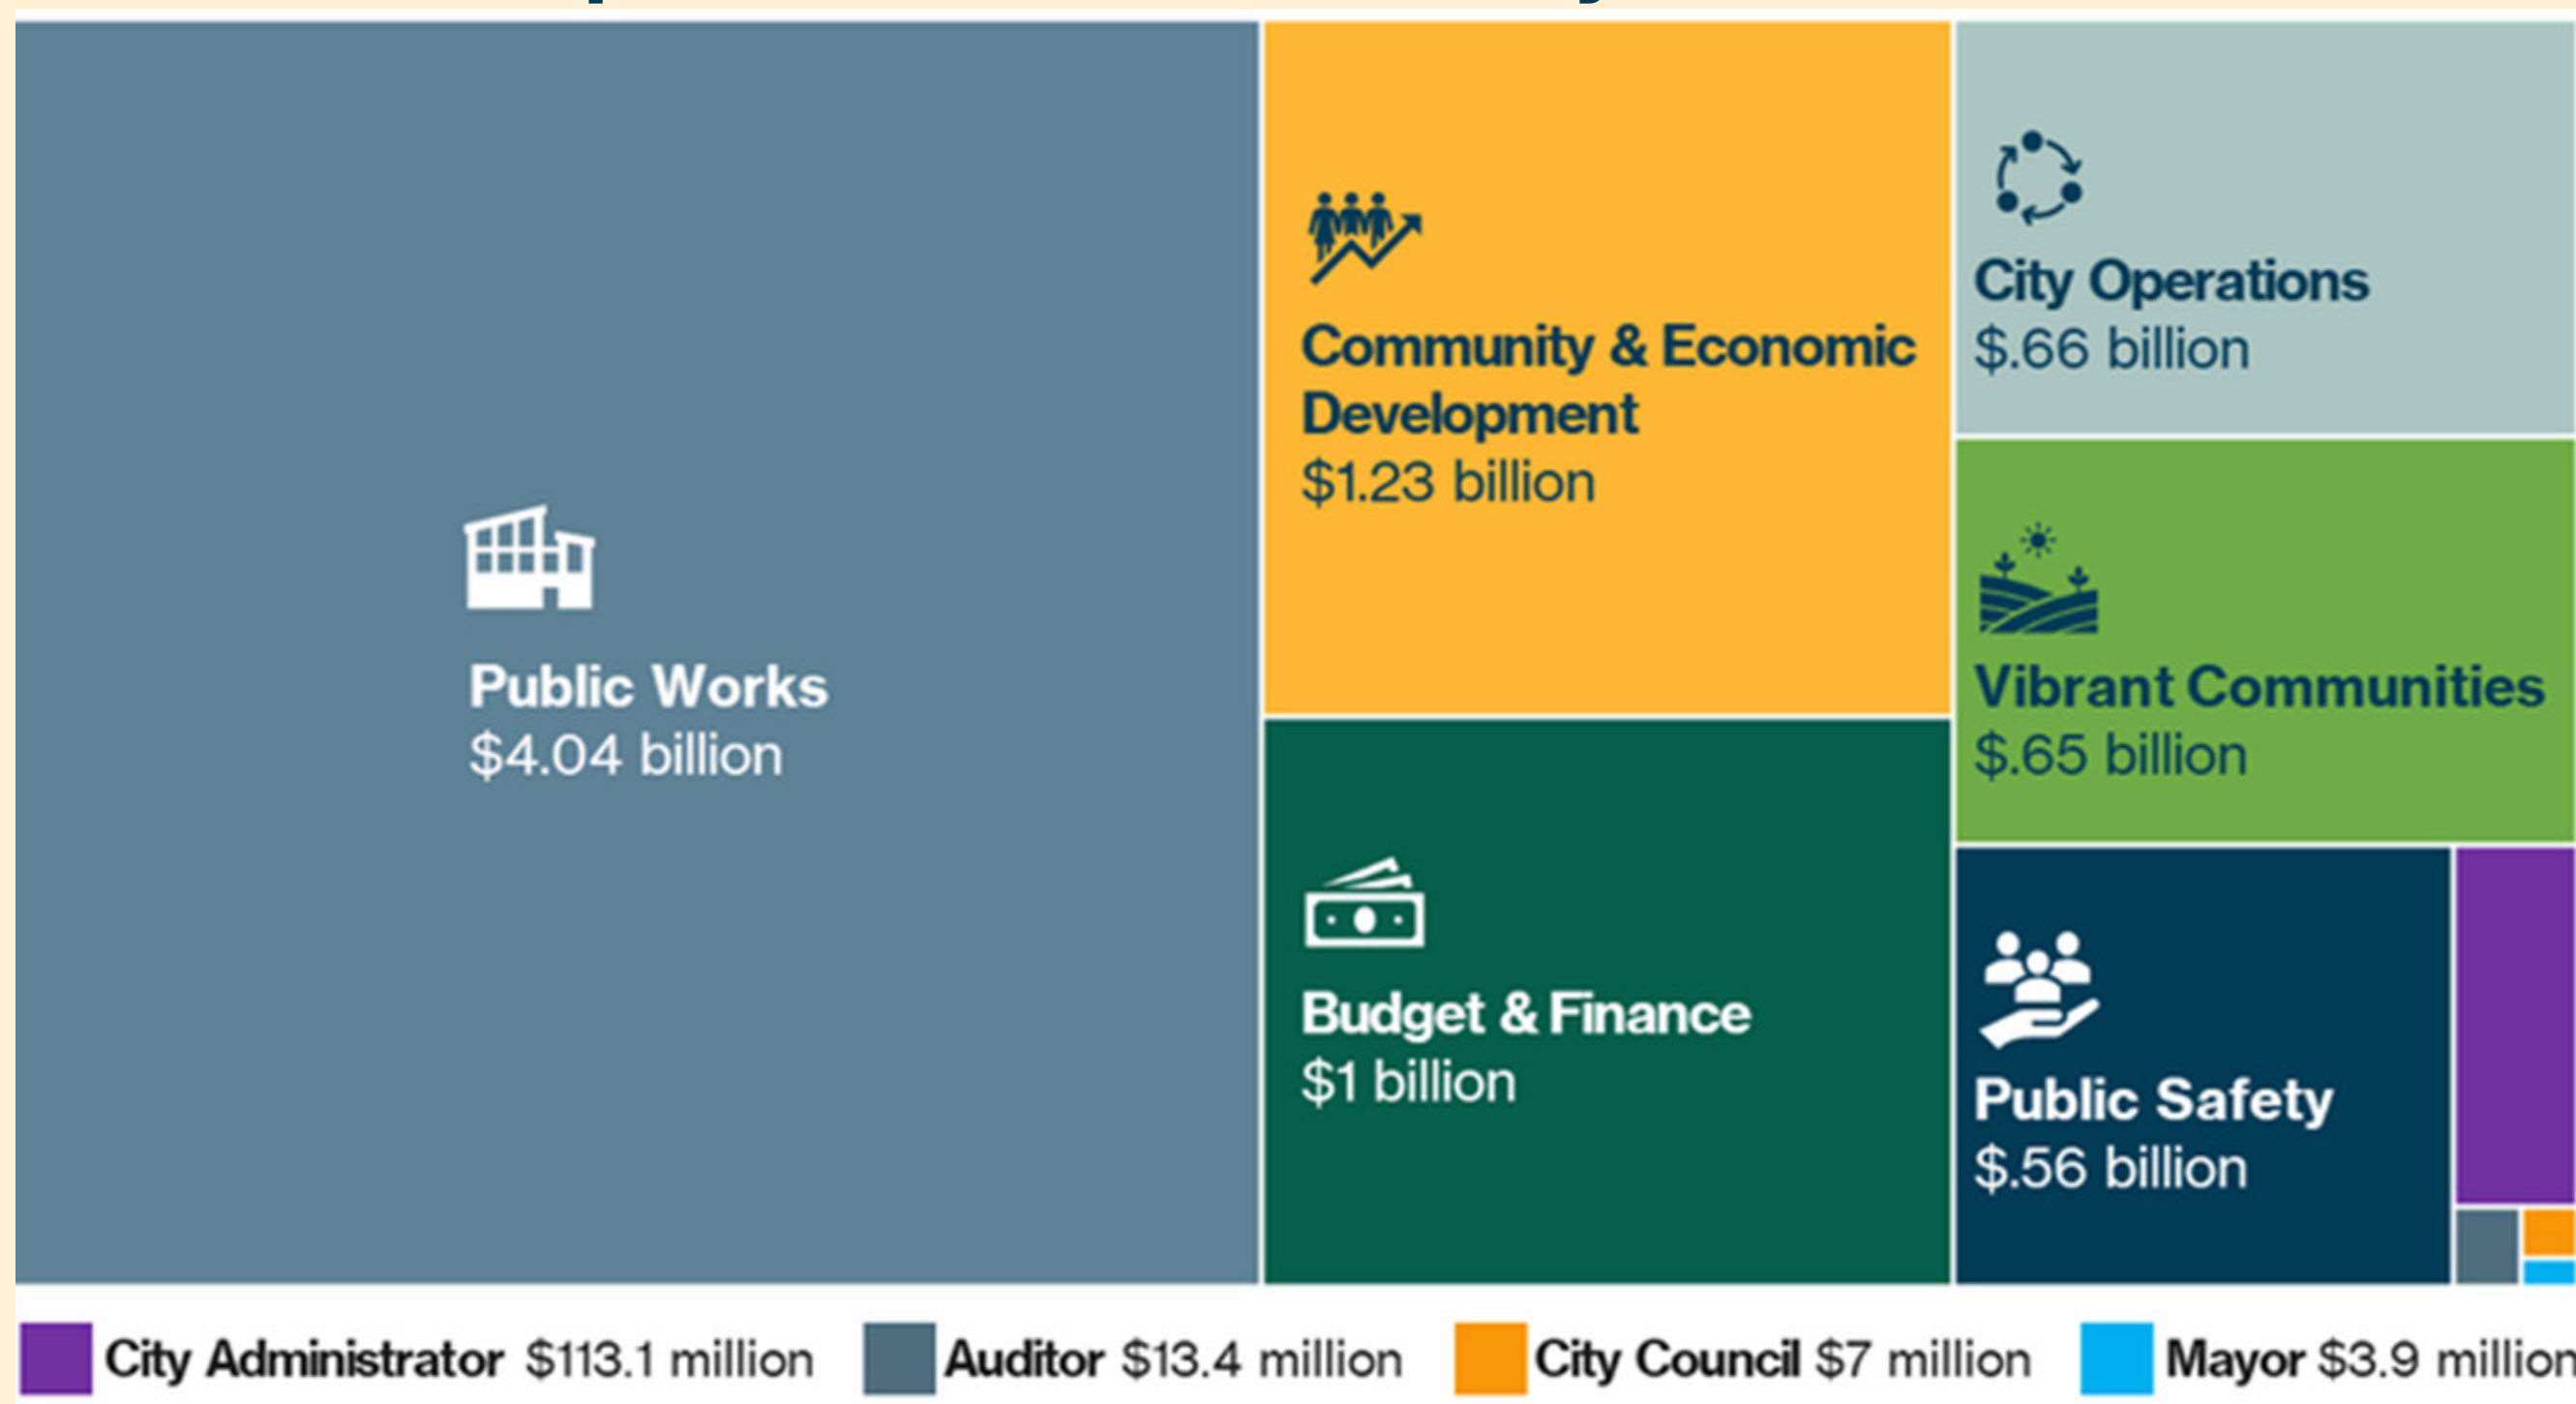 Public Works
$4.04 billion
Community & Economic
Development
$1.23 billion
Budget & Finance
$1 billion
City Operations
$.66 billion
Vibrant Communities
$.65 billion
Public Safety
$.56 billion
City Administrator $113.1 million
Auditor $13.4 million
City Council $7 million
Mayor $3.9 million